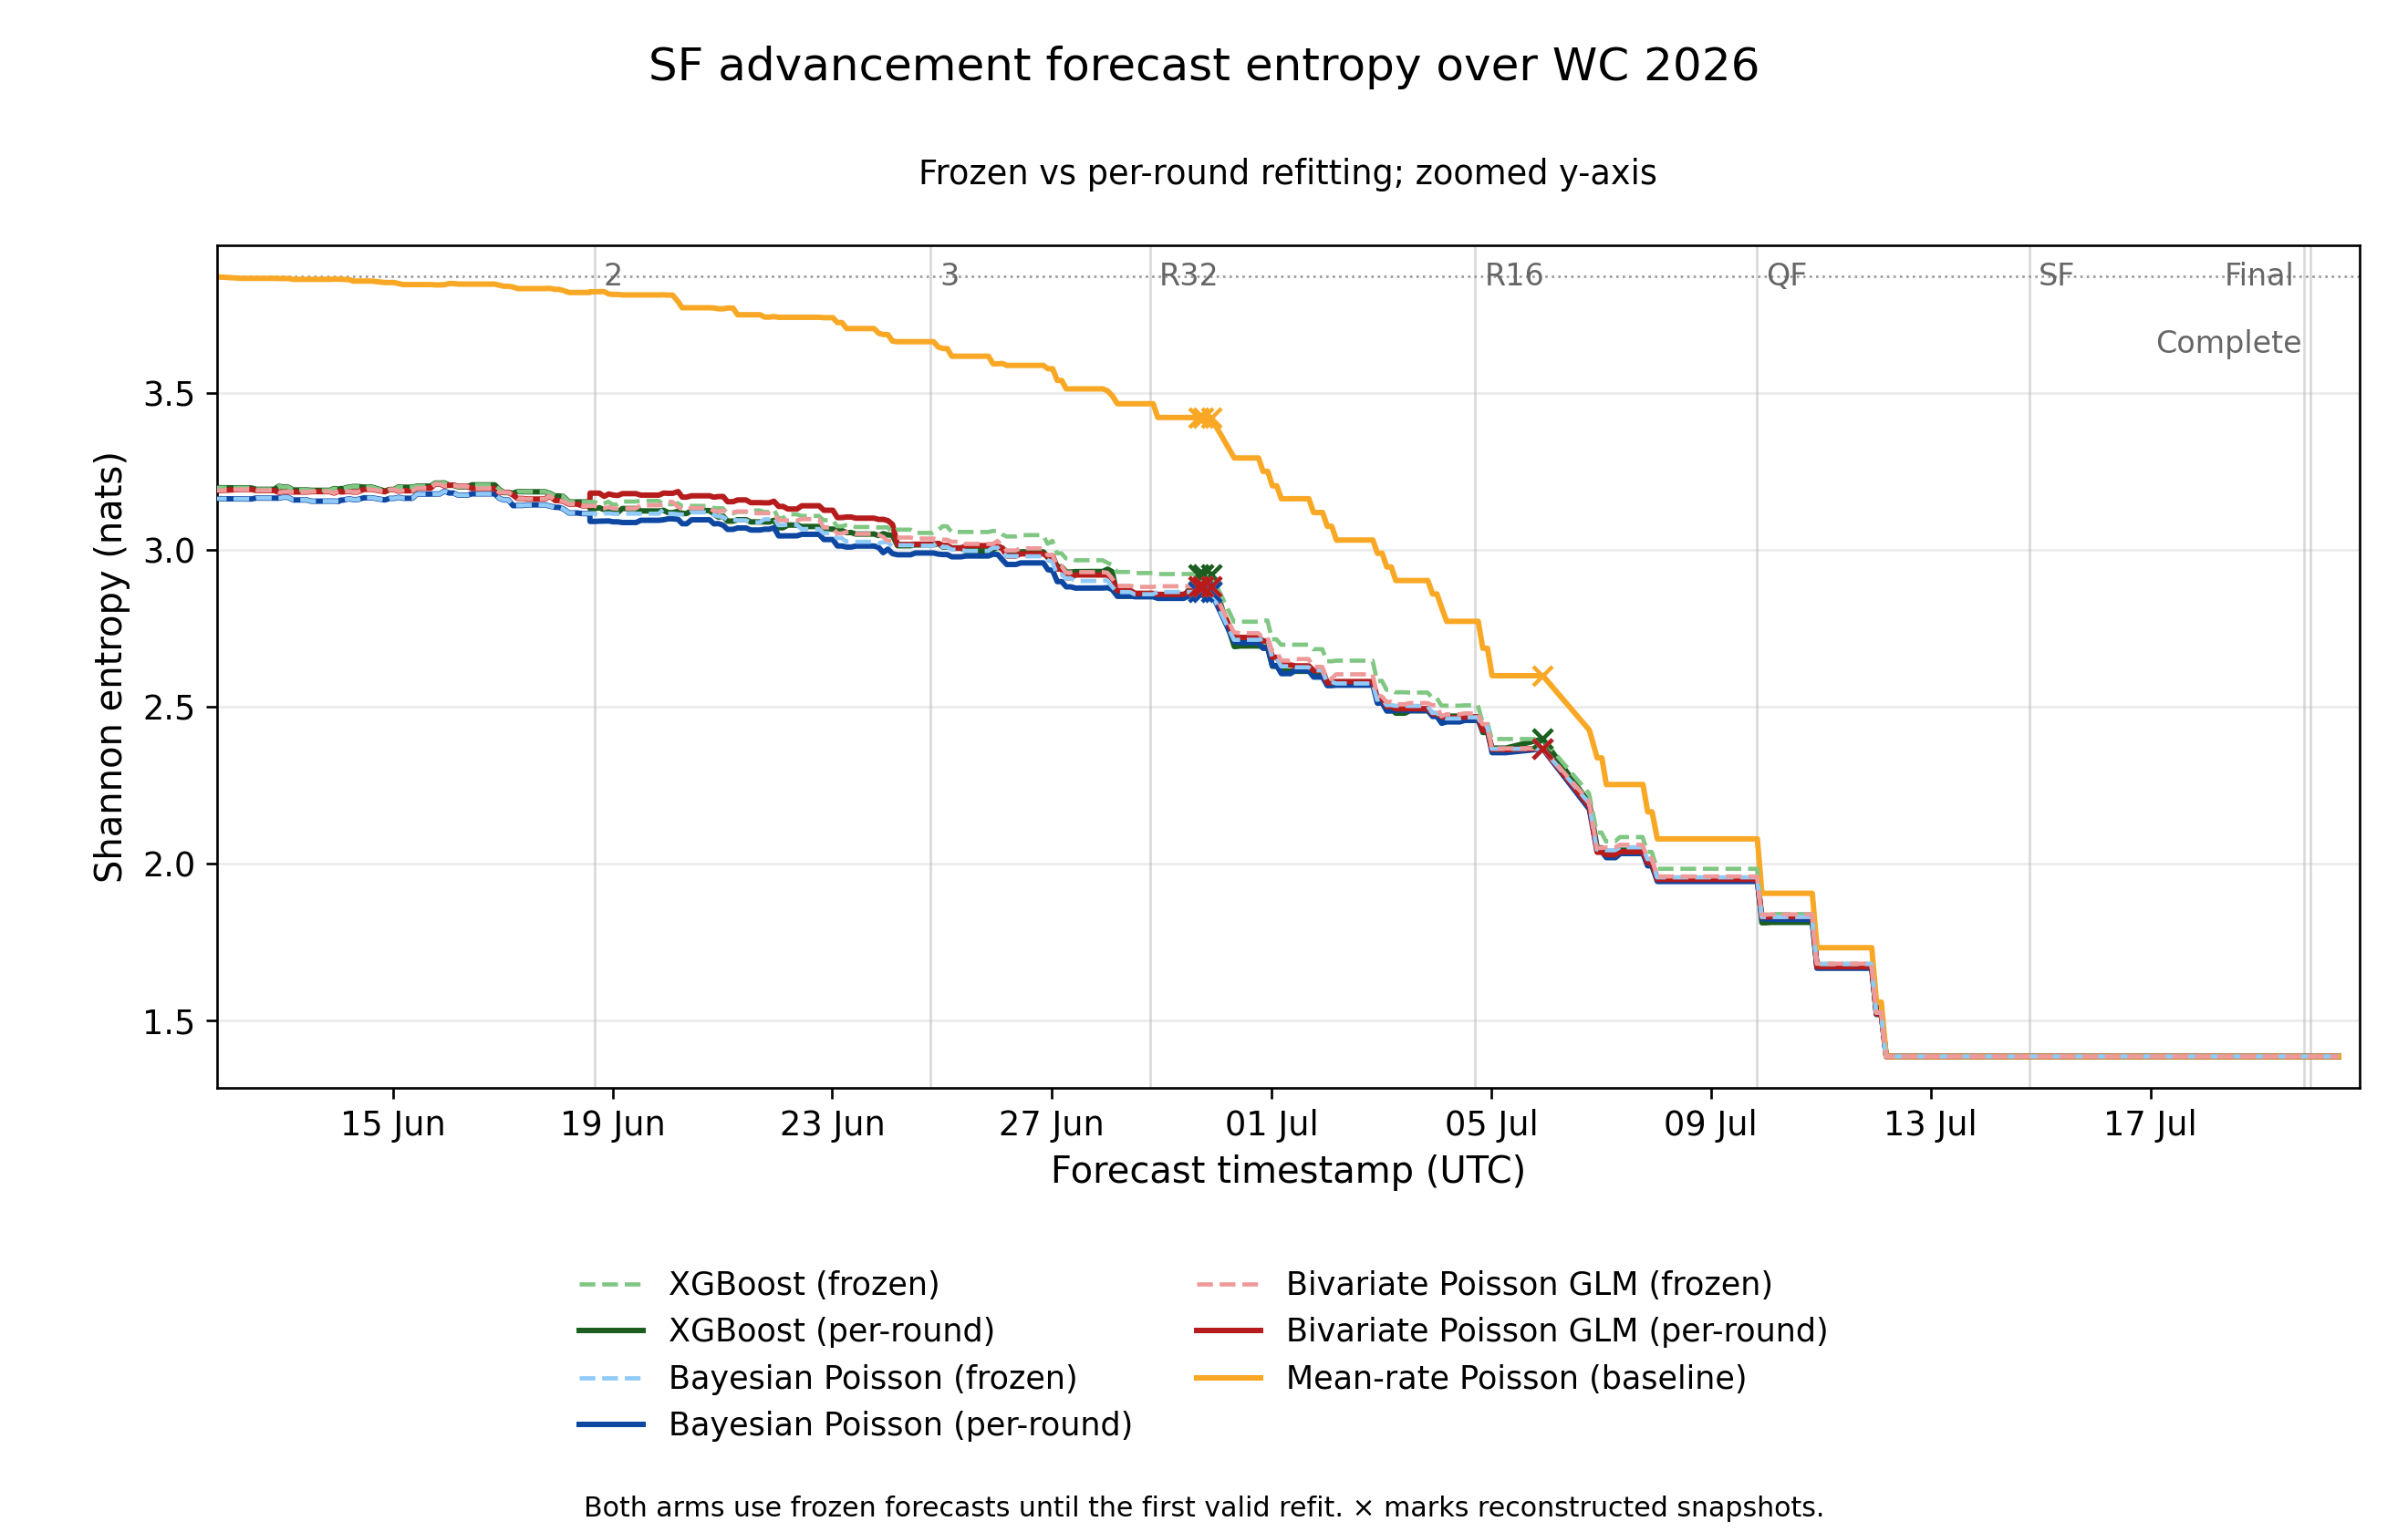 SF advancement forecast entropy over WC 2026
Frozen vs per-round refitting; zoomed y-axis
2
3
R32
R16
QF
SF
Final
Complete
Shannon entropy (nats)
3.5
3.0
2.5
2.0
1.5
15 Jun
19 Jun
23 Jun
27 Jun
01 Jul
05 Jul
09 Jul
13 Jul
17 Jul
Forecast timestamp (UTC)
XGBoost (frozen)
XGBoost (per-round)
Bayesian Poisson (frozen)
Bayesian Poisson (per-round)
Bivariate Poisson GLM (frozen)
Bivariate Poisson GLM (per-round)
Mean-rate Poisson (baseline)
Both arms use frozen forecasts until the first valid refit. × marks reconstructed snapshots.